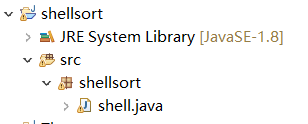 shellsort
JRE System Library [JavaSE-1.8]
src
shellsort
shell.java